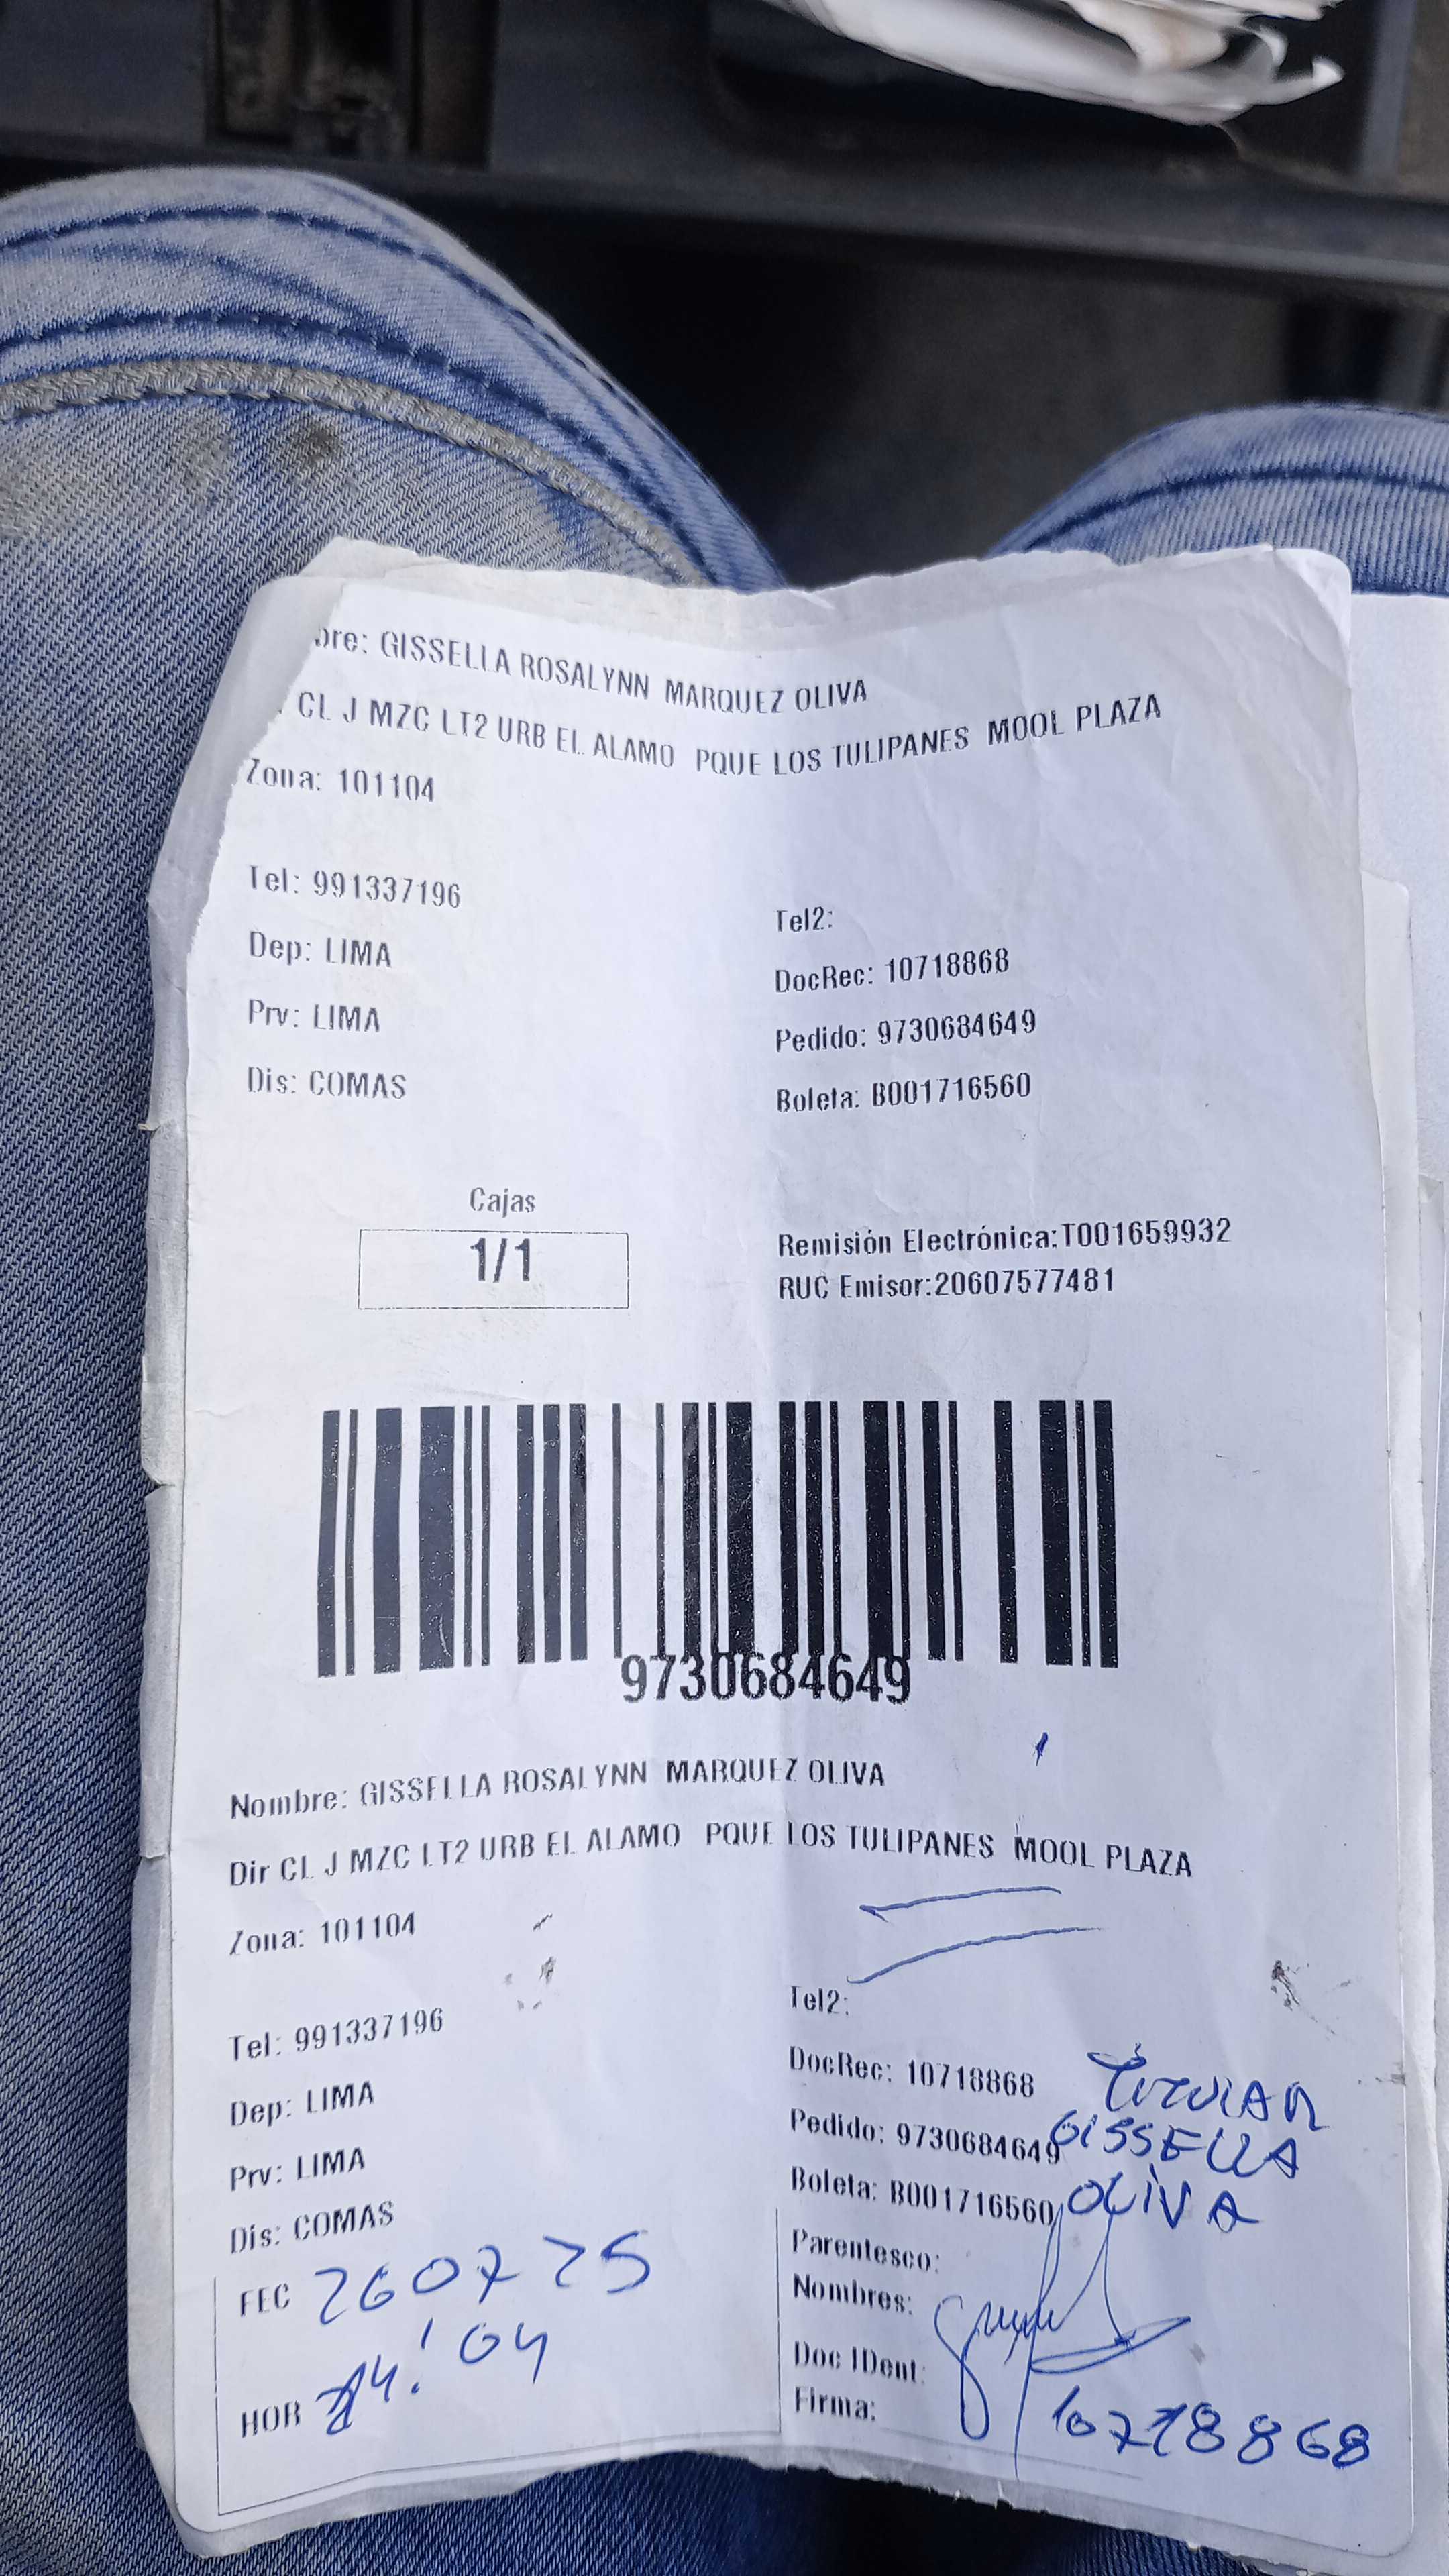 bre: GISSELLA ROSALYNN MARQUEZ OLIVA
CL J MZC LT2 URB EL ALAMO PQUE LOS TULIPANES MOOL PLAZA
Zona: 101104
Tel: 991337196
Tel2:
Dep: LIMA
DocRec: 10718868
Prv: LIMA
Pedido: 9730684649
Dis: COMAS
Boleta: B001716560
Cajas
1/1
Remisión Electrónica:T001659932
RUC Emisor:20607577481
9730684649
Nombre: GISSELLA ROSALYNN MARQUEZ OLIVA
Dir CL J MZC LT2 URB EL ALAMO PQUE LOS TULIPANES MOOL PLAZA
Zona: 101104
Tel: 991337196
Tel2:
Dep: LIMA
DocRec: 10718868 TITULAR
Prv: LIMA
Pedido: 9730684649 GISSELLA
Dis: COMAS
Boleta: B001716560 OLIVA
FEC 260725
Parentesco:
Nombres:
HOR 14:04
Doc IDent:
Firma: 10718868